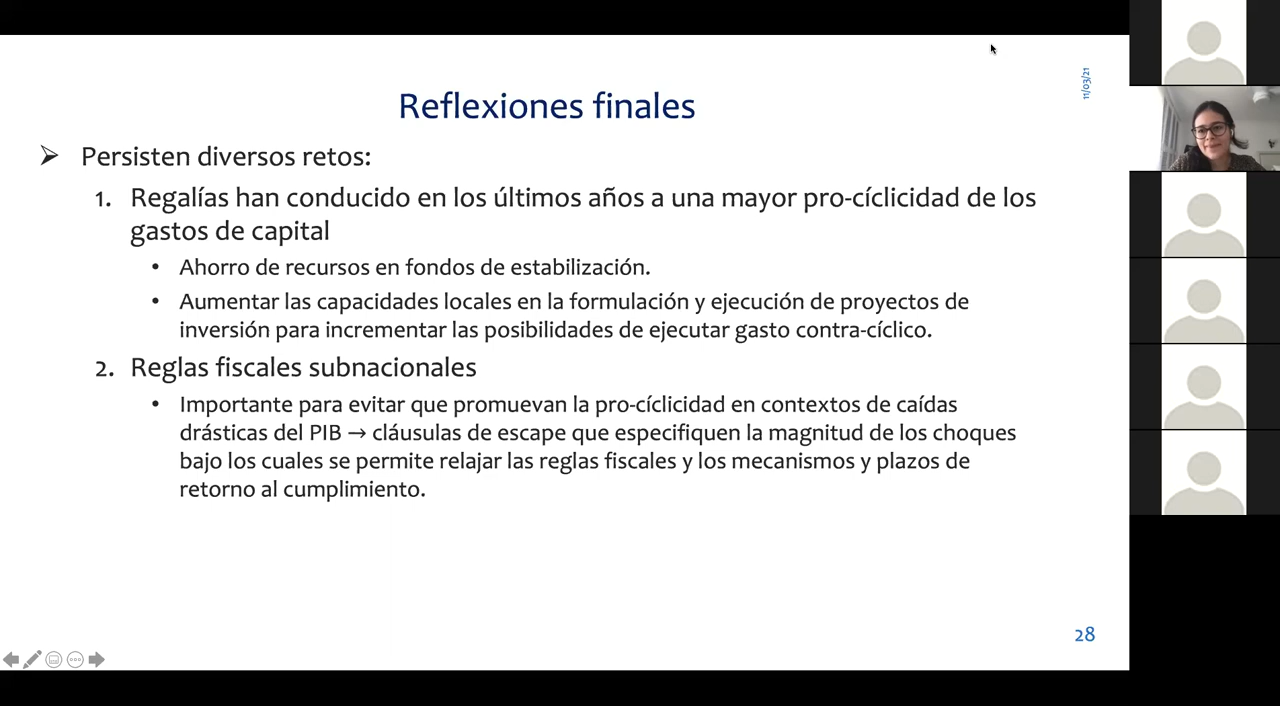 11/03/21
Reflexiones finales
➢ Persisten diversos retos:
1. Regalías han conducido en los últimos años a una mayor pro-cíclicidad de los
gastos de capital
• Ahorro de recursos en fondos de estabilización.
• Aumentar las capacidades locales en la formulación y ejecución de proyectos de
inversión para incrementar las posibilidades de ejecutar gasto contra-cíclico.
2. Reglas fiscales subnacionales
• Importante para evitar que promuevan la pro-cíclicidad en contextos de caídas
drásticas del PIB → cláusulas de escape que especifiquen la magnitud de los choques
bajo los cuales se permite relajar las reglas fiscales y los mecanismos y plazos de
retorno al cumplimiento.
28